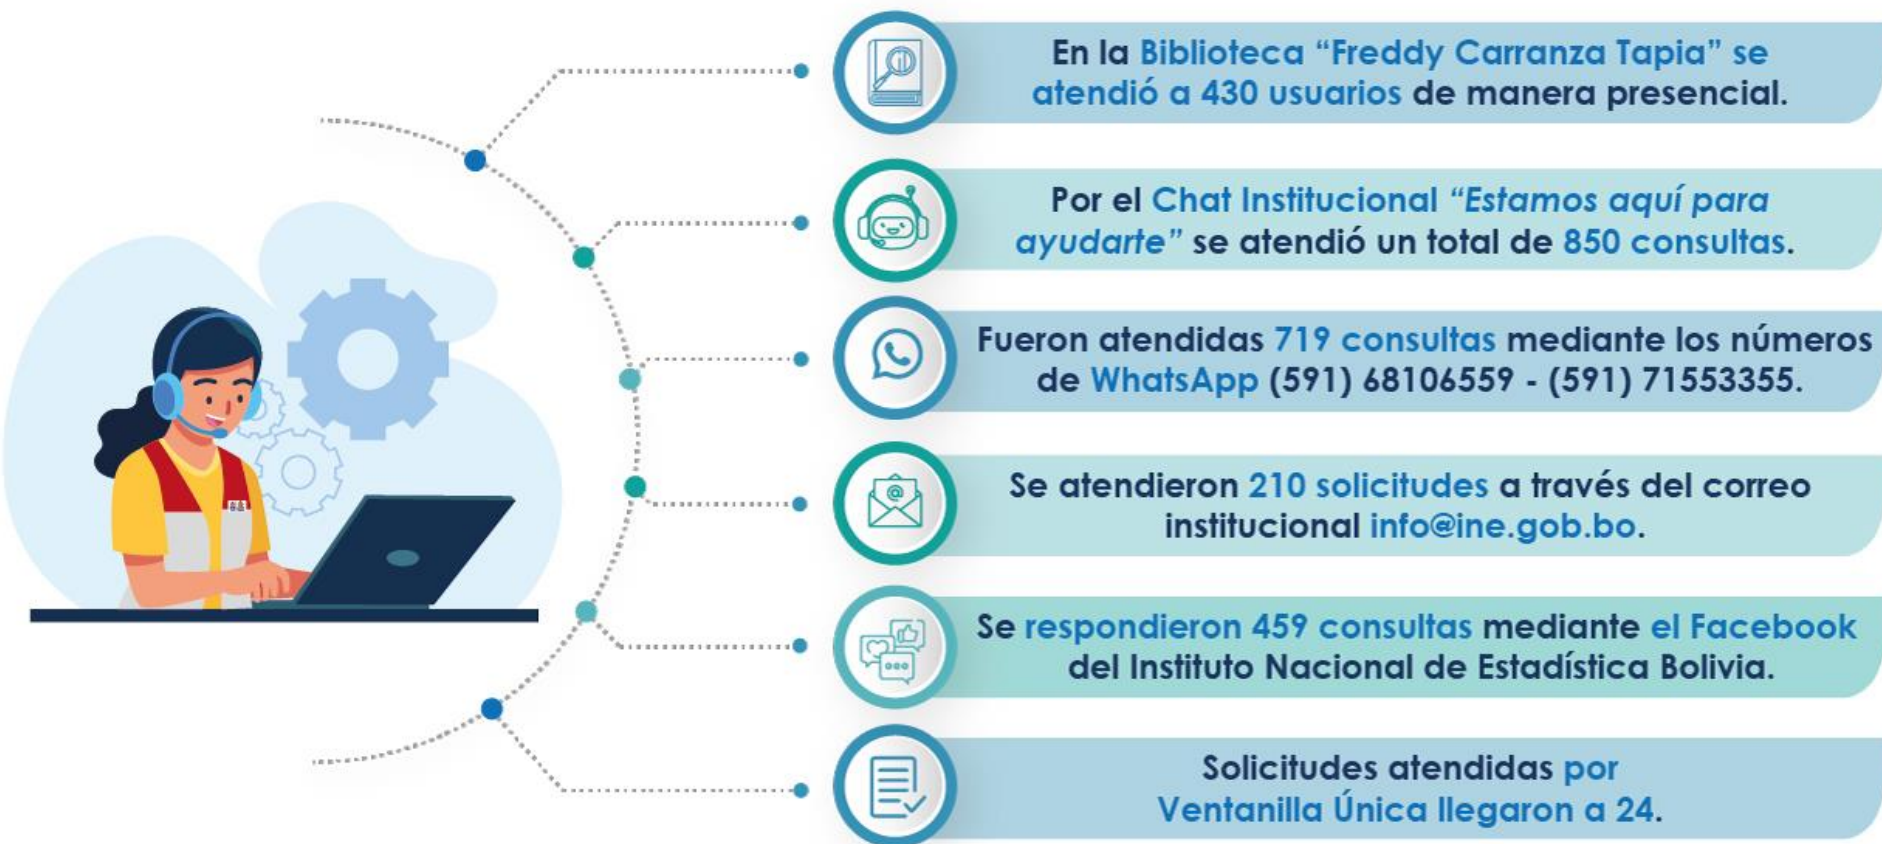 En la Biblioteca “Freddy Carranza Tapia” se
atendió a 430 usuarios de manera presencial.
Por el Chat Institucional “Estamos aquí para
ayudarte” se atendió un total de 850 consultas.
Fueron atendidas 719 consultas mediante los números
de WhatsApp (591) 68106559 - (591) 71553355.
Se atendieron 210 solicitudes a través del correo
institucional info@ine.gob.bo.
Se respondieron 459 consultas mediante el Facebook
del Instituto Nacional de Estadística Bolivia.
Solicitudes atendidas por
Ventanilla Única llegaron a 24.